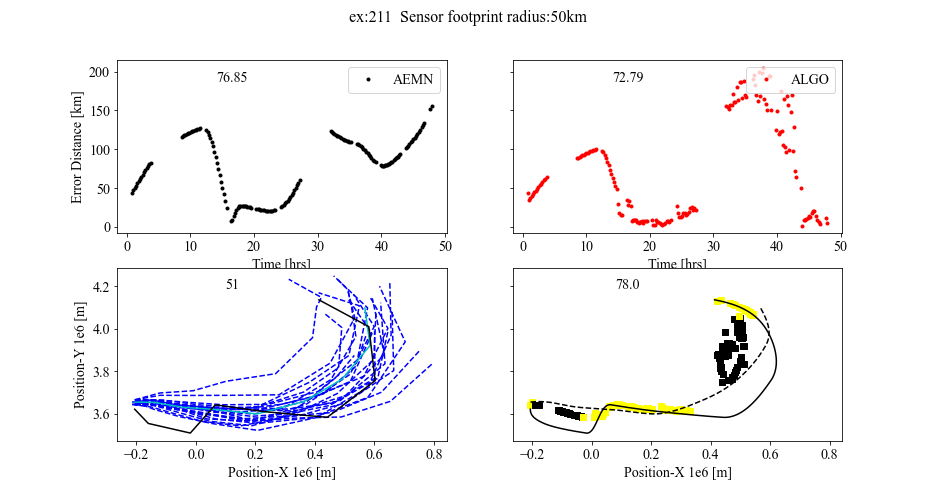 ex:211 Sensor footprint radius:50km
200
150
100
50
0
Error Distance [km]
76.85
AEMN
0 10 20 30 40 50
Time [hrs]
72.79
ALGO
0 10 20 30 40 50
Time [hrs]
4.2
4.0
3.8
3.6
Position-Y 1e6 [m]
51
−0.2 0.0 0.2 0.4 0.6 0.8
Position-X 1e6 [m]
78.0
−0.2 0.0 0.2 0.4 0.6 0.8
Position-X 1e6 [m]